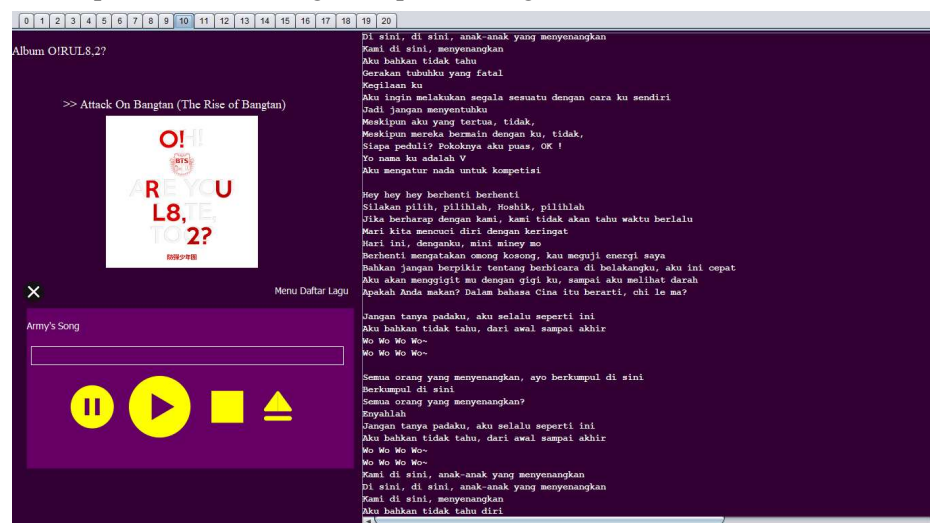 0 1 2 3 4 5 6 7 8 9 10 11 12 13 14 15 16 17 18 19 20
Album O!RUL8,2?
>> Attack On Bangtan (The Rise of Bangtan)
O!H!
BTS
ARE YOU
L8,TE,
TOO 2?
防弾少年团
Menu Daftar Lagu
Army's Song
Di sini, di sini, anak-anak yang menyenangkan
Kami di sini, menyenangkan
Aku bahkan tidak tahu
Gerakan tubuhku yang fatal
Kegilaan ku
Aku ingin melakukan segala sesuatu dengan cara ku sendiri
Jadi jangan menyentuhku
Meskipun aku yang tertua, tidak,
Meskipun mereka bermain dengan ku, tidak,
Siapa peduli? Pokoknya aku puas, OK !
Yo nama ku adalah V
Aku mengatur nada untuk kompetisi
Hey hey hey berhenti berhenti
Silakan pilih, pilihlah, Hoshik, pilihlah
Jika berharap dengan kami, kami tidak akan tahu waktu berlalu
Mari kita mencuci diri dengan keringat
Hari ini, denganku, mini miney mo
Berhenti mengatakan omong kosong, kau meguji energi saya
Bahkan jangan berpikir tentang berbicara di belakangku, aku ini cepat
Aku akan menggigit mu dengan gigi ku, sampai aku melihat darah
Apakah Anda makan? Dalam bahasa Cina itu berarti, chi le ma?
Jangan tanya padaku, aku selalu seperti ini
Aku bahkan tidak tahu, dari awal sampai akhir
Wo Wo Wo Wo~
Wo Wo Wo Wo~
Semua orang yang menyenangkan, ayo berkumpul di sini
Berkumpul di sini
Semua orang yang menyenangkan?
Enyahlah
Jangan tanya padaku, aku selalu seperti ini
Aku bahkan tidak tahu, dari awal sampai akhir
Wo Wo Wo Wo~
Wo Wo Wo Wo~
Kami di sini, anak-anak yang menyenangkan
Di sini, di sini, anak-anak yang menyenangkan
Kami di sini, menyenangkan
Aku bahkan tidak tahu diri